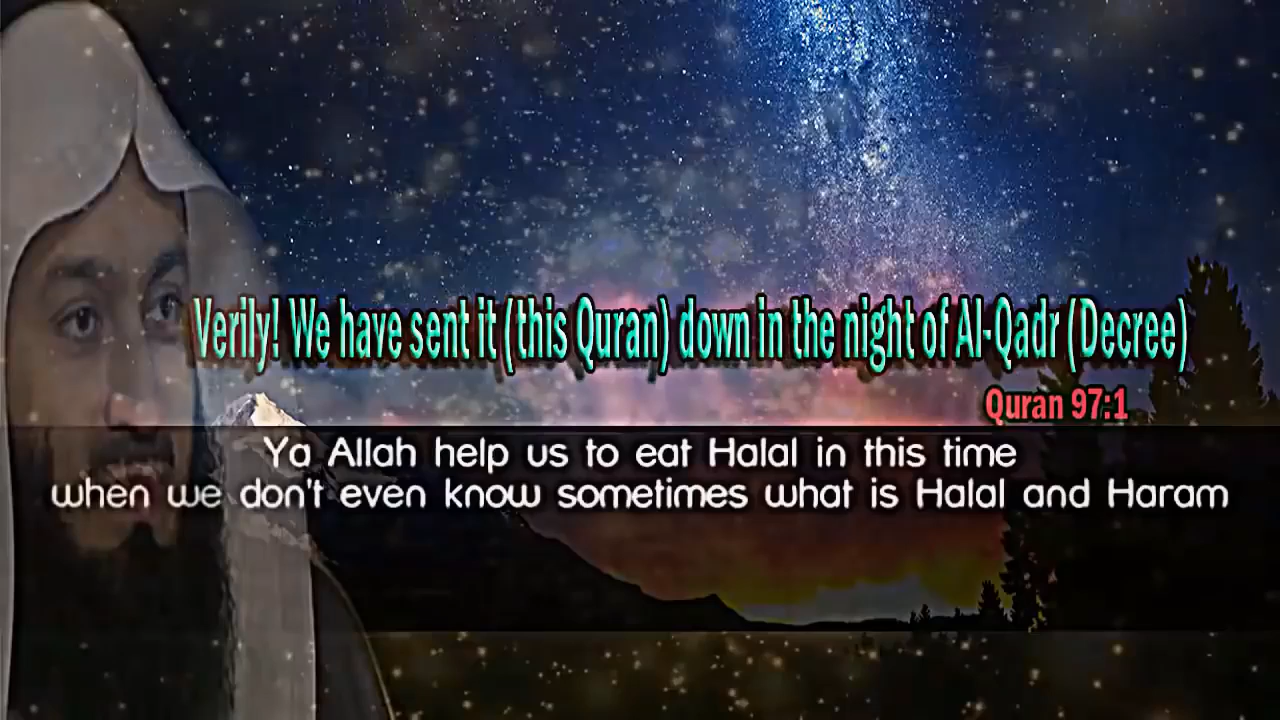 Verily! We have sent it (this Quran) down in the night of Al-Qadr (Decree)
Quran 97:1
Ya Allah help us to eat Halal in this time
when we don't even know sometimes what is Halal and Haram